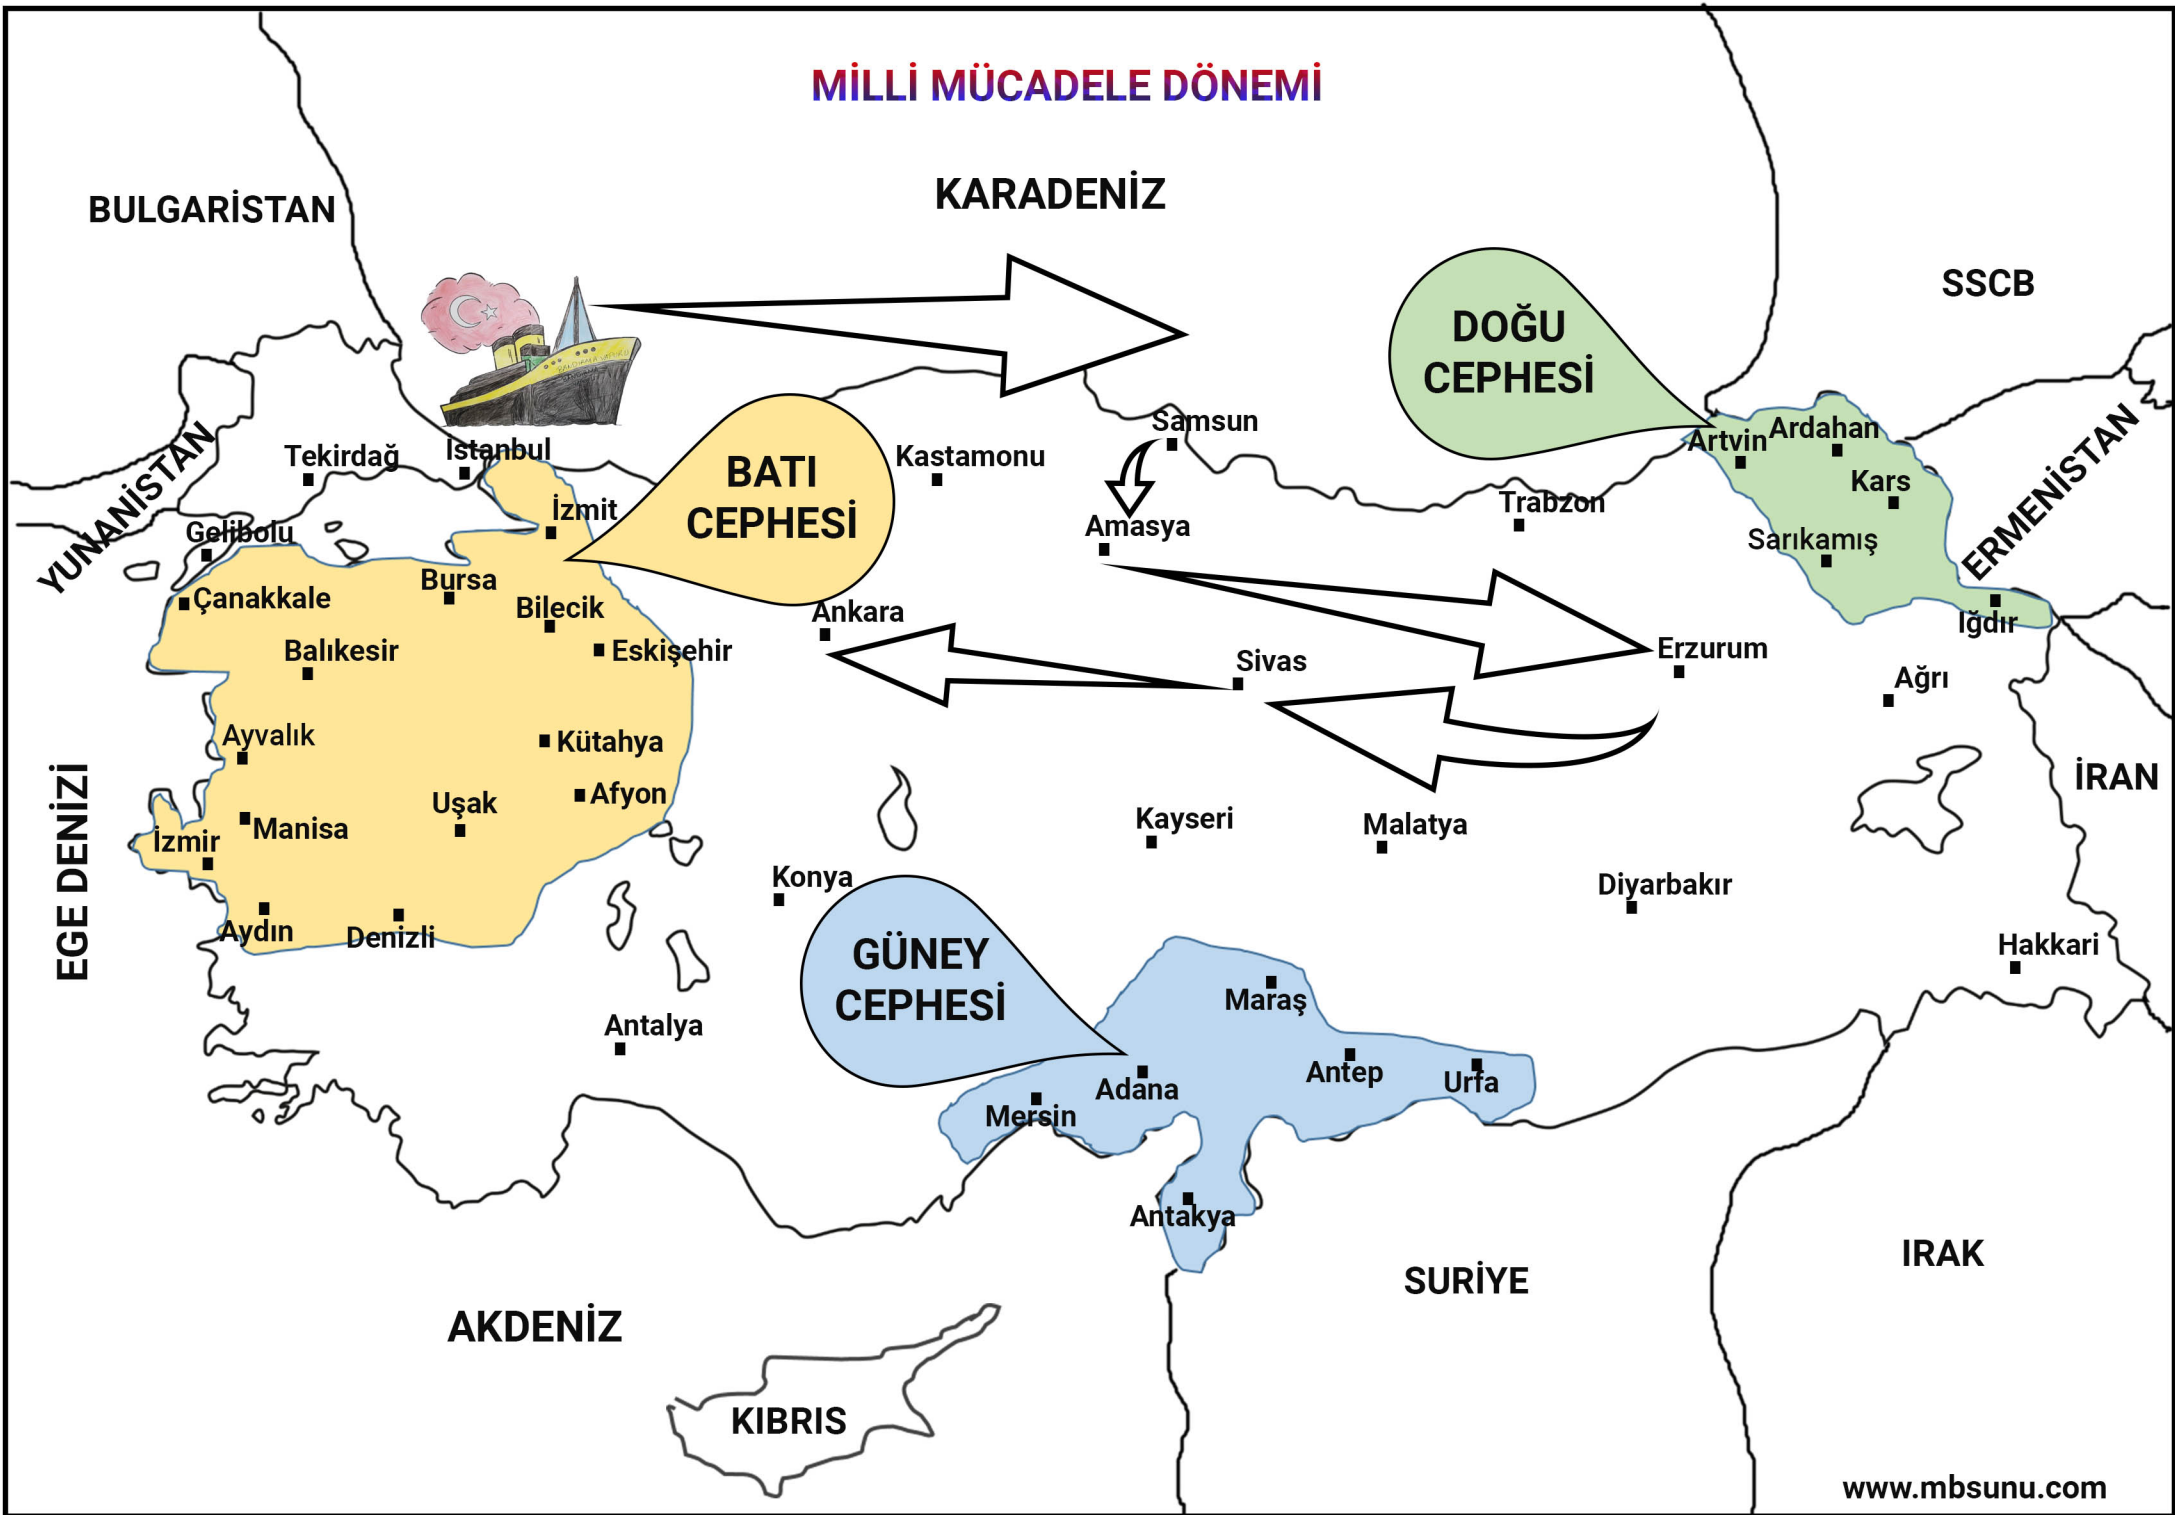 MİLLİ MÜCADELE DÖNEMİ
KARADENİZ
BULGARİSTAN
SSCB
DOĞU
CEPHESİ
BATI
CEPHESİ
YUNANİSTAN
Tekirdağ
Istanbul
İzmit
Kastamonu
Samsun
Amasya
Trabzon
Artvin
Ardahan
Kars
Sarıkamış
ERMENİSTAN
Iğdır
Gelibolu
Çanakkale
Bursa
Bilecik
Balıkesir
Eskişehir
Ankara
Sivas
Erzurum
Ağrı
Ayvalık
Kütahya
EGE DENİZİ
İRAN
Uşak
Afyon
Manisa
İzmir
Kayseri
Malatya
Konya
Diyarbakır
Aydın
Denizli
Hakkari
GÜNEY
CEPHESİ
Maraş
Antalya
Adana
Antep
Urfa
Mersin
Antakya
SURİYE
IRAK
AKDENİZ
KIBRIS
www.mbsunu.com